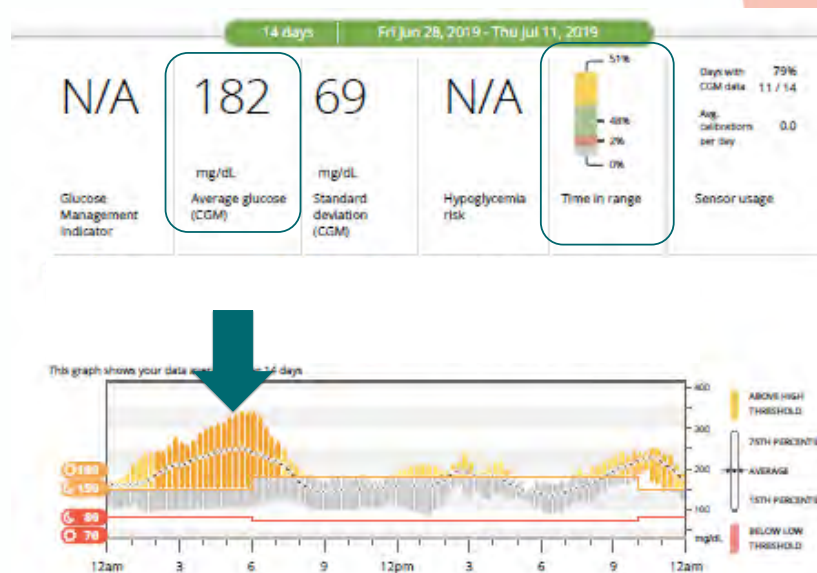 14 days Fri Jun 28, 2019 - Thu Jul 11, 2019
N/A
182
69
N/A
mg/dL
mg/dL
Glucose
Management
Indicator
Average glucose
(CGM)
Standard
deviation
(CGM)
Hypoglycemia
risk
51%
48%
2%
0%
Time in range
Days with
CGM data
79%
11 / 14
Avg.
calibrations
per day
0.0
Sensor usage
This graph shows your data 14 days
400
300
200
100
mg/dL
180
150
80
70
12am 3 6 9 12pm 3 6 9 12am
ABOVE HIGH
THRESHOLD
75TH PERCENTI
AVERAGE
15TH PERCENTI
BELOW LOW
THRESHOLD